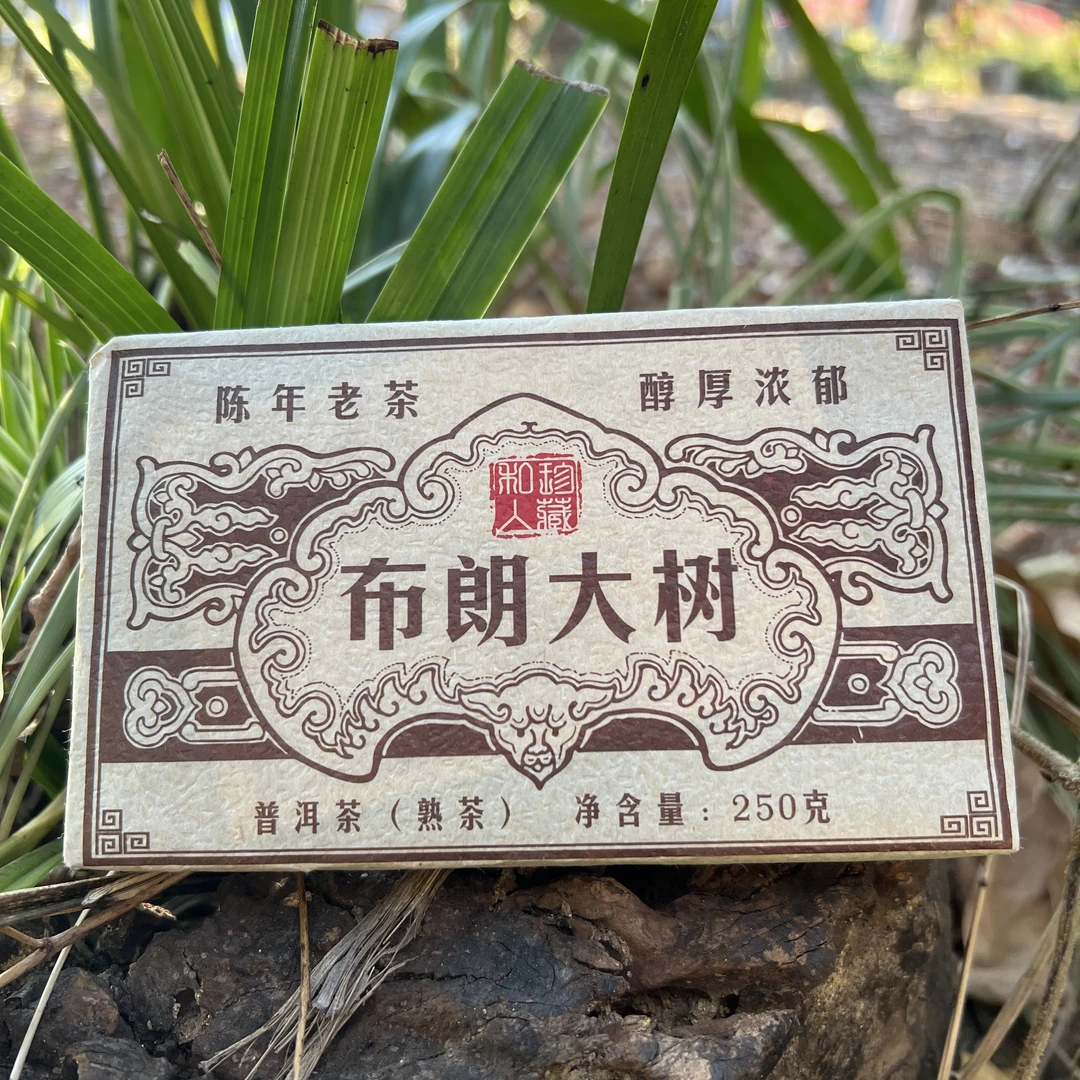 陈年老茶 醇厚浓郁
私人珍藏
布朗大树
普洱茶（熟茶） 净含量：250克